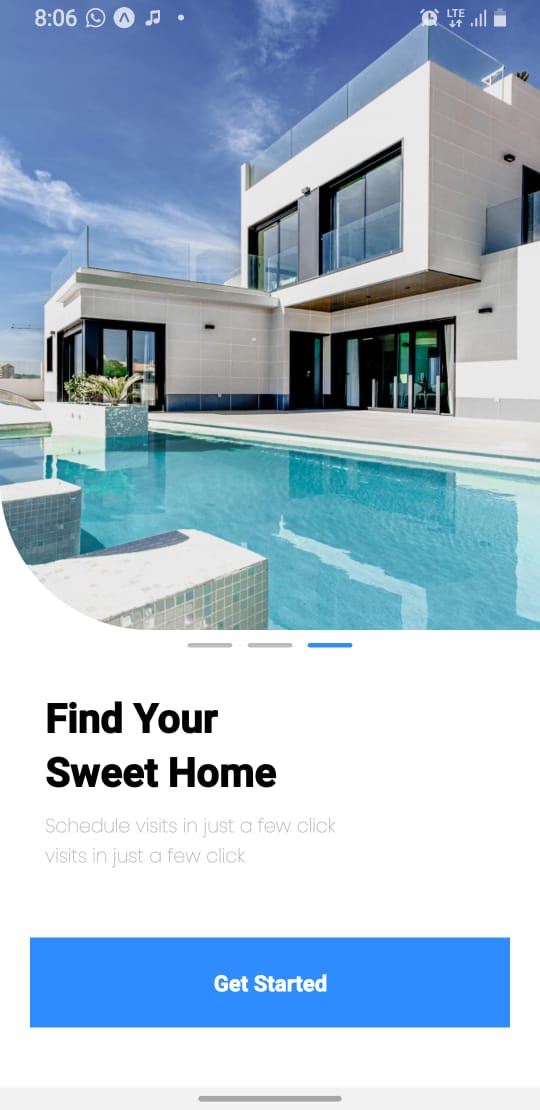 8:06
LTE
Find Your
Sweet Home
Schedule visits in just a few click
visits in just a few click
Get Started